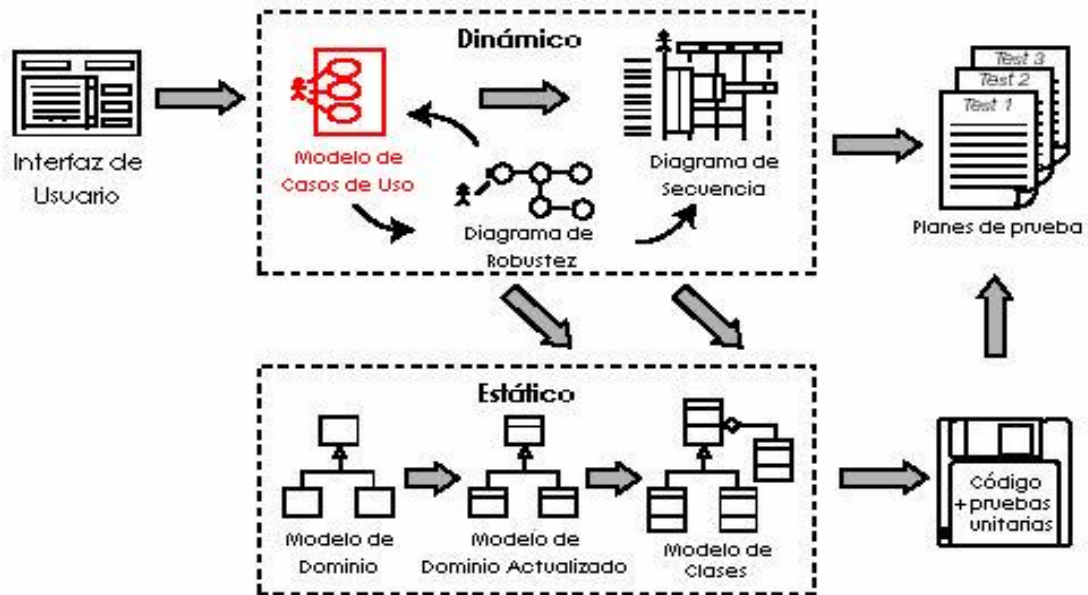 Dinámico
Interfaz de
Usuario
Modelo de
Casos de Uso
Diagrama de
Robustez
Diagrama de
Secuencia
Test 3
Test 2
Test 1
Planes de prueba
Estático
Modelo de
Dominio
Modelo de
Dominio Actualizado
Modelo de
Clases
Código
+pruebas
unitarias